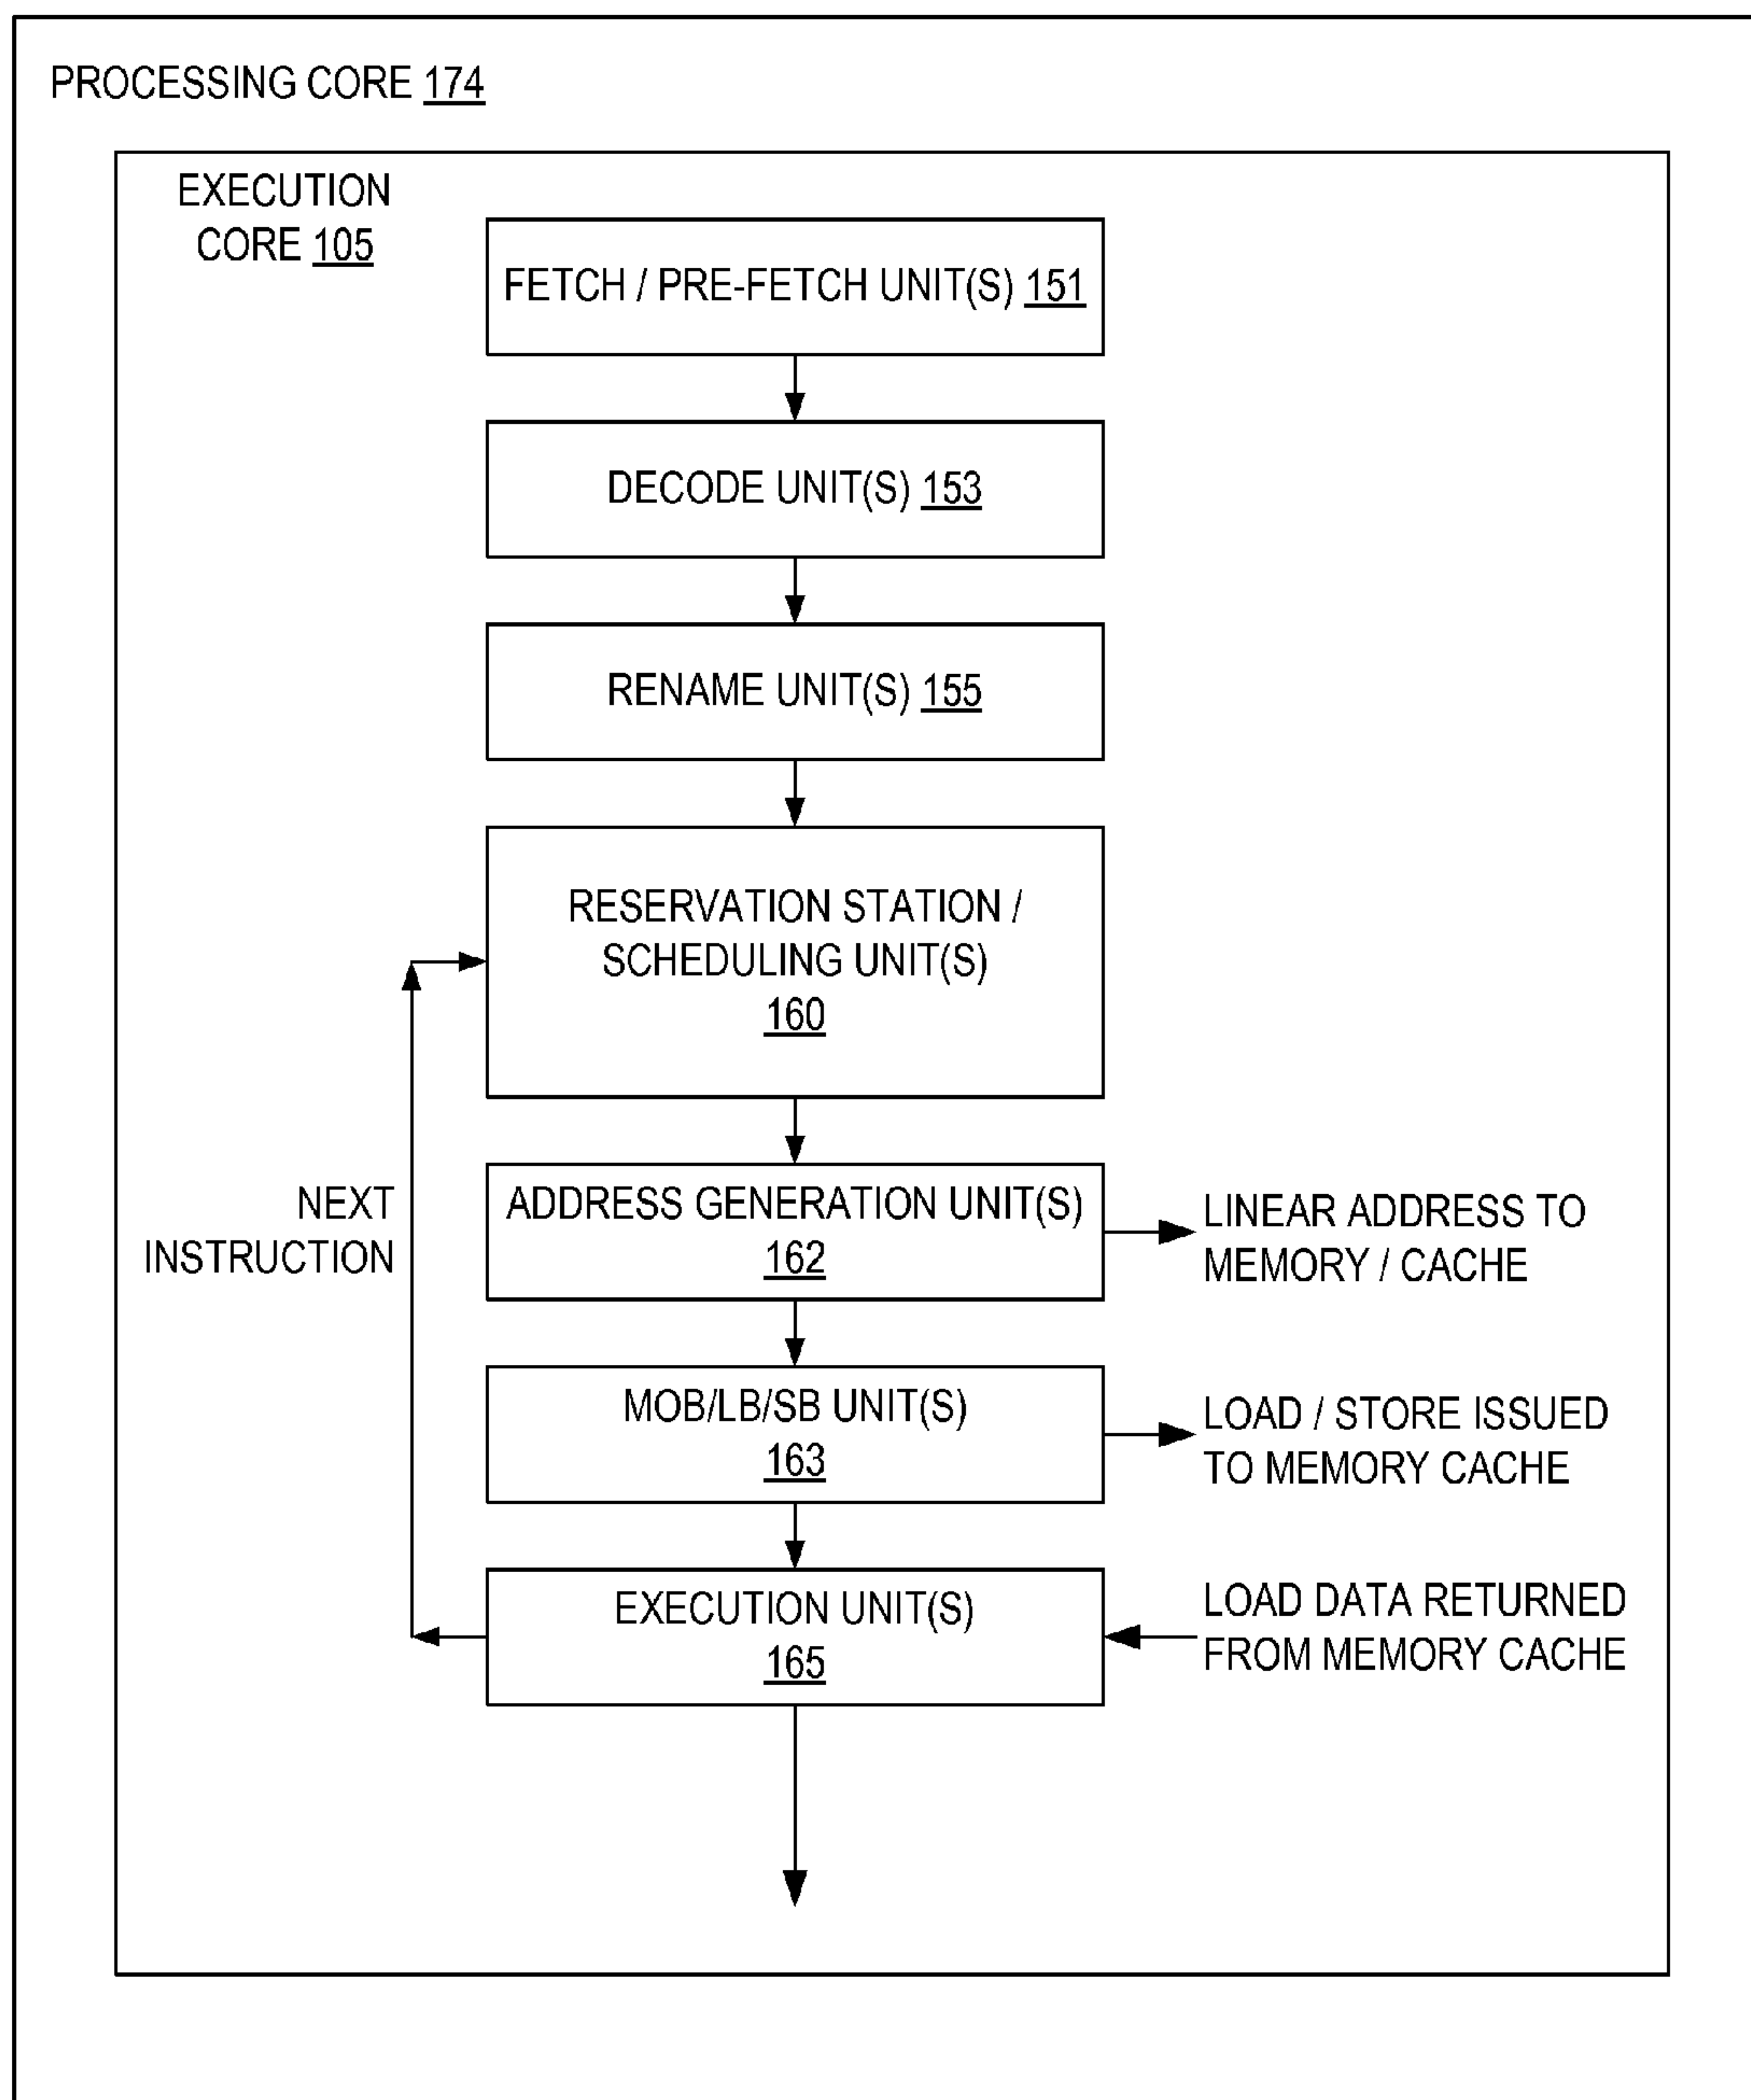 PROCESSING CORE 174
EXECUTION
CORE 105
FETCH / PRE-FETCH UNIT(S) 151
DECODE UNIT(S) 153
RENAME UNIT(S) 155
RESERVATION STATION /
SCHEDULING UNIT(S)
160
NEXT
INSTRUCTION
ADDRESS GENERATION UNIT(S)
162
LINEAR ADDRESS TO
MEMORY / CACHE
MOB/LB/SB UNIT(S)
163
LOAD / STORE ISSUED
TO MEMORY CACHE
EXECUTION UNIT(S)
165
LOAD DATA RETURNED
FROM MEMORY CACHE